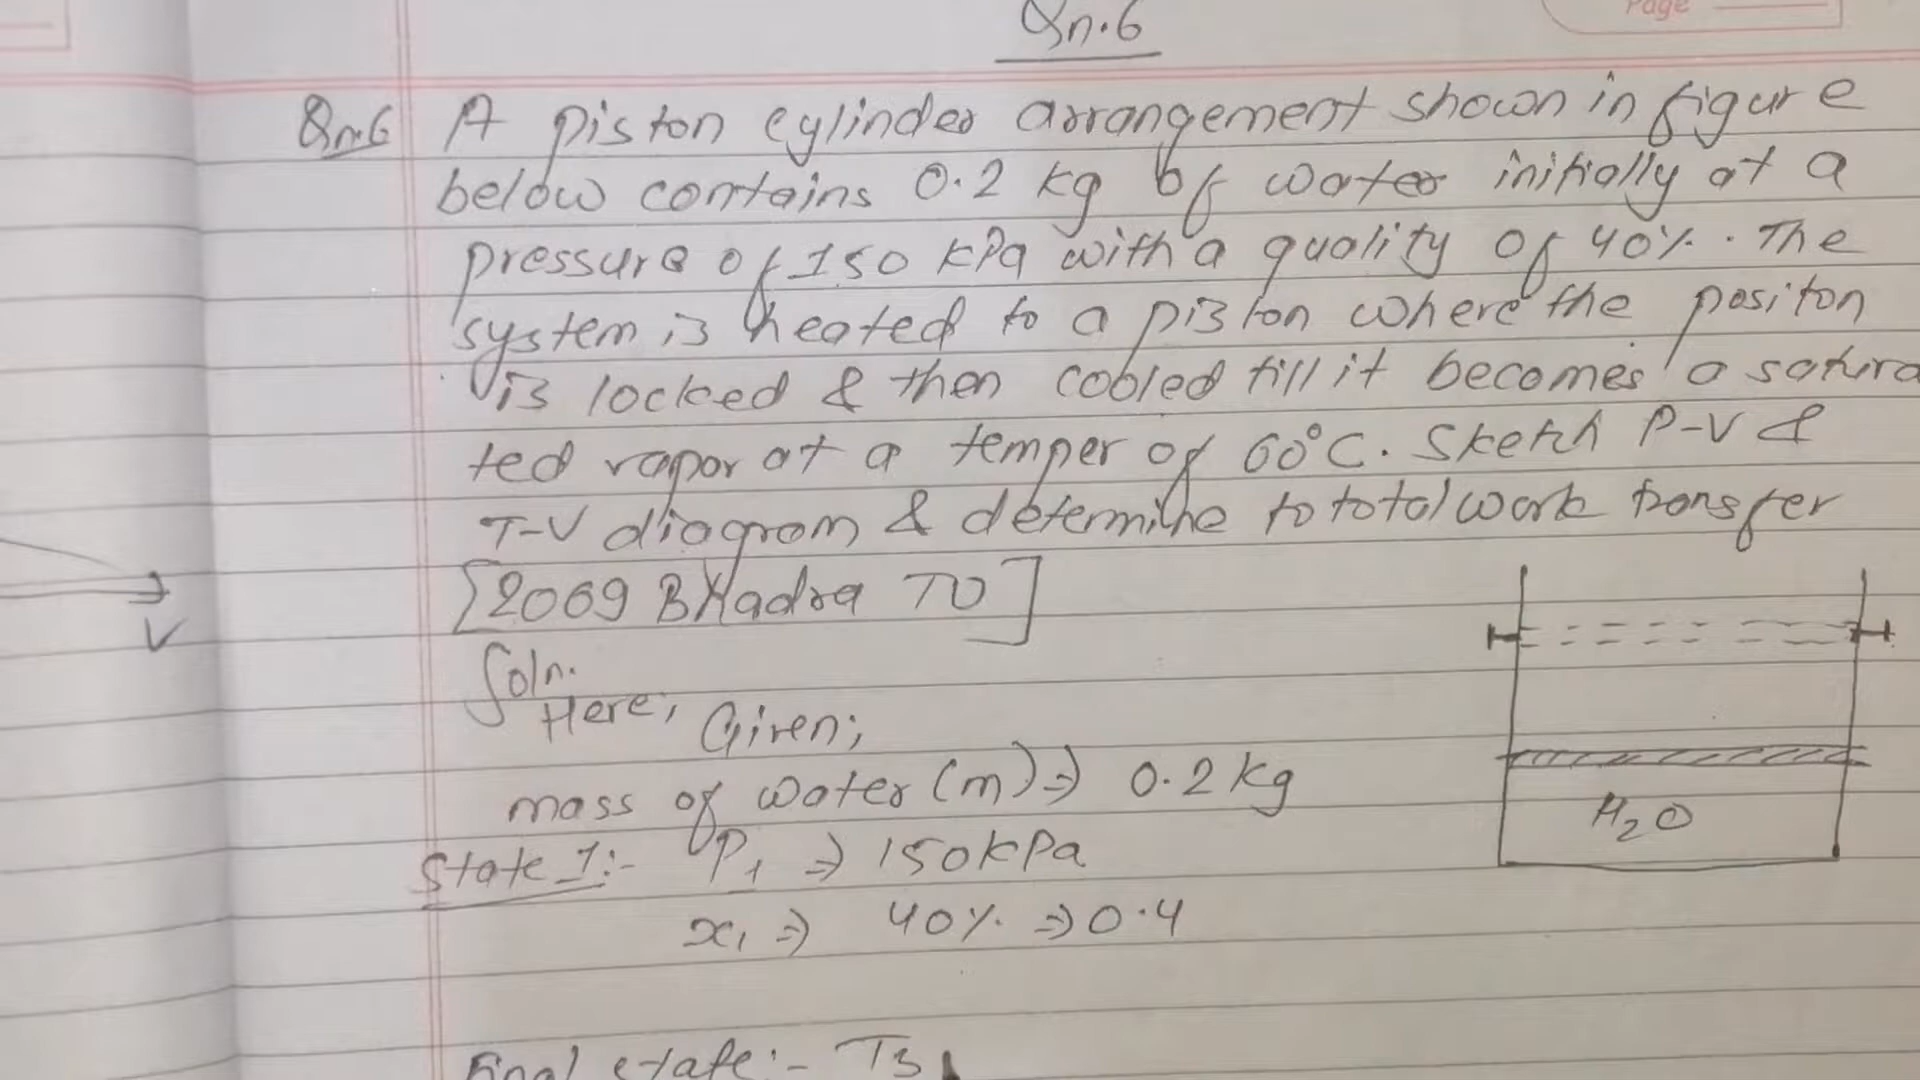 Page
Qn.6
Qn.6 A piston cylinder arrangement shown in figure
below contains 0.2 kg of water initially at a
pressure of 150 kPa with a quality of 40%. The
system is heated to a piston where the positon
is locked & then cooled till it becomes a satura
ted vapor at a temper of 60°C. Sketch P-V &
T-V diagram & determine to total work transfer
[2069 BHadra TU]
Soln.
Here, Given;
mass of water (m) ⇒ 0.2 kg
State 1:- P1 ⇒ 150kPa
x1 ⇒ 40% ⇒ 0.4
H2O
V
Final state:- T3